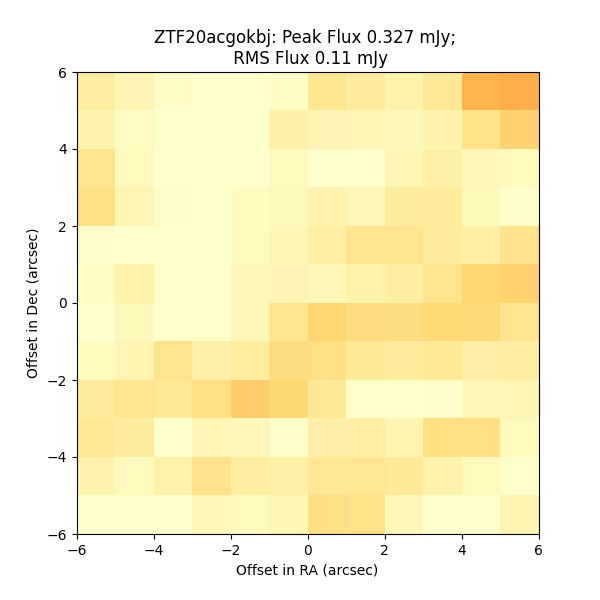 ZTF20acgokbj: Peak Flux 0.327 mJy;
RMS Flux 0.11 mJy
6
4
2
0
−2
−4
−6
Offset in Dec (arcsec)
−6 −4 −2 0 2 4 6
Offset in RA (arcsec)